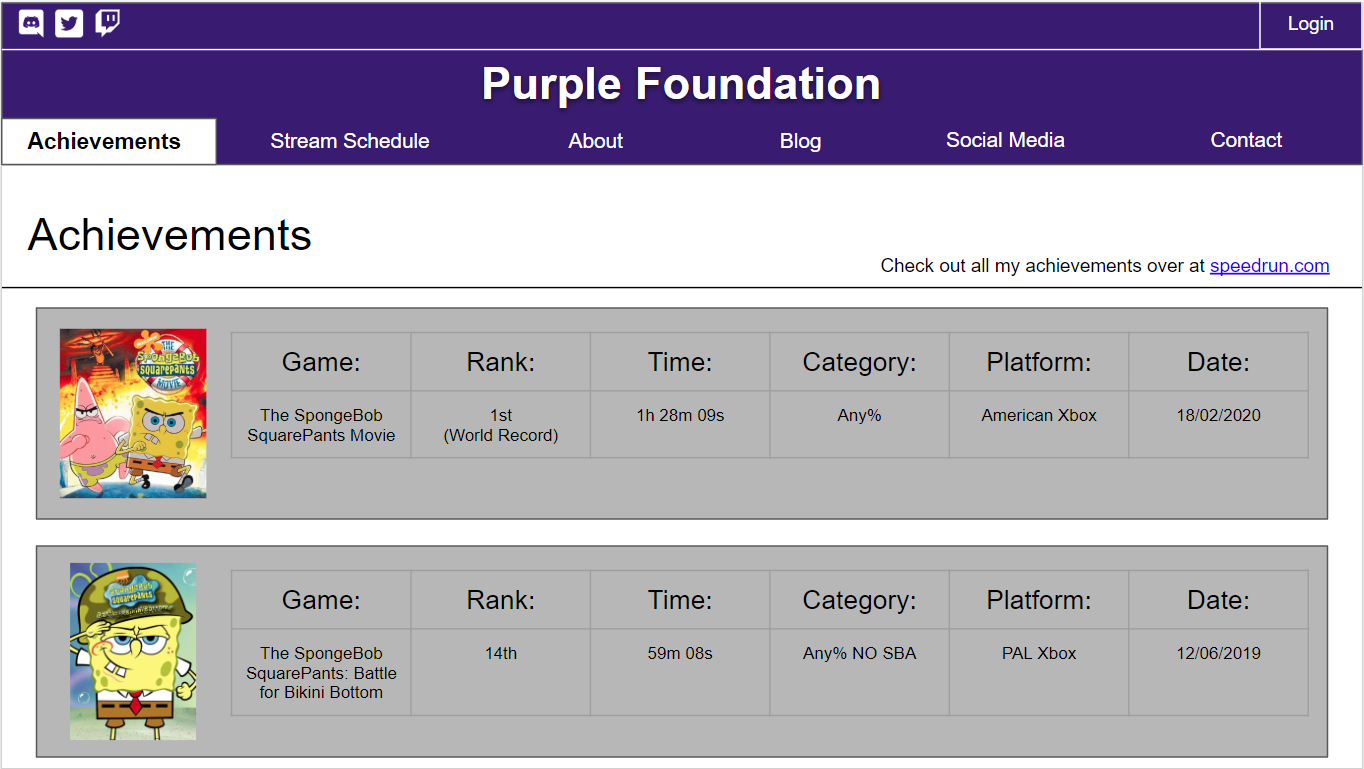 Login
Purple Foundation
Achievements Stream Schedule About Blog Social Media Contact
Achievements
Check out all my achievements over at speedrun.com
THE
SpongeBob
SQUAREPANTS
MOVIE
Game: Rank: Time: Category: Platform: Date:
The SpongeBob 1st 1h 28m 09s Any% American Xbox 18/02/2020
SquarePants Movie (World Record)
SpongeBob
SQUAREPANTS
Game: Rank: Time: Category: Platform: Date:
The SpongeBob 14th 59m 08s Any% NO SBA PAL Xbox 12/06/2019
SquarePants: Battle
for Bikini Bottom